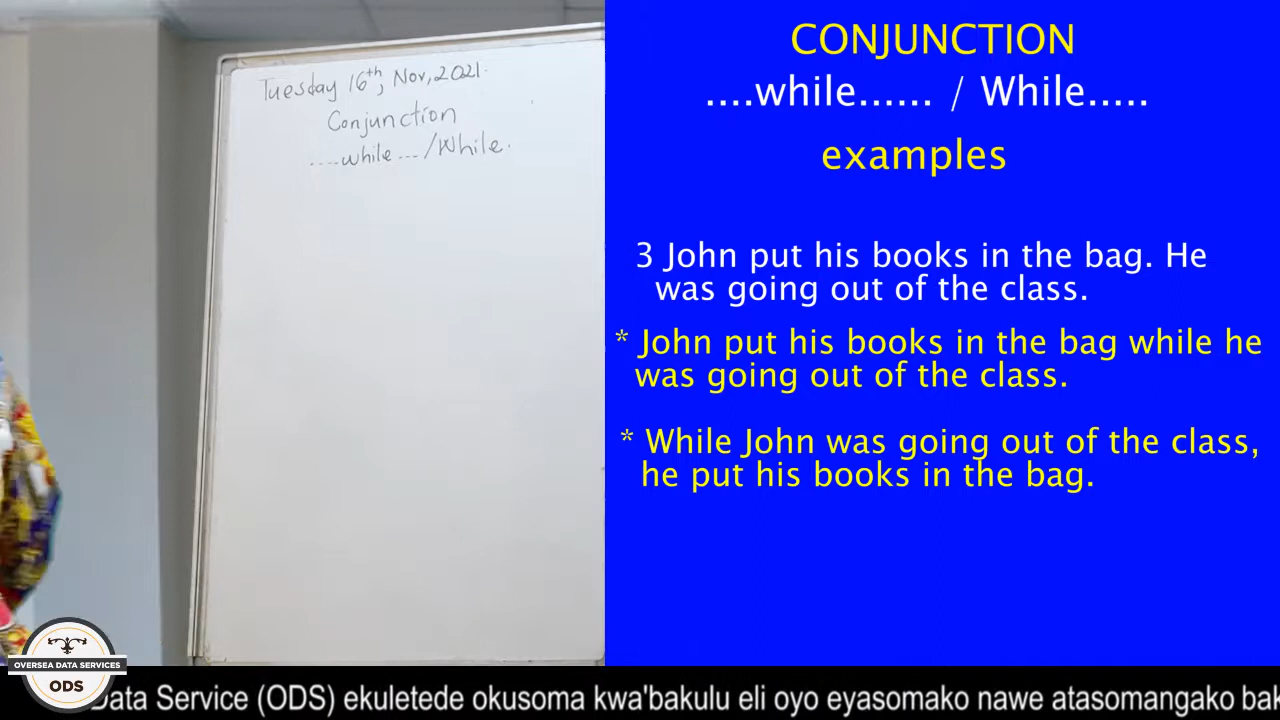 Tuesday 16th, Nov, 2021.
Conjunction
....while.... /While.
CONJUNCTION
....while...... / While.....
examples
3 John put his books in the bag. He
was going out of the class.
* John put his books in the bag while he
was going out of the class.
* While John was going out of the class,
he put his books in the bag.
OVERSEA DATA SERVICES
ODS
Data Service (ODS) ekuletede okusoma kwa'bakulu eli oyo eyasomako nawe atasomangako bak